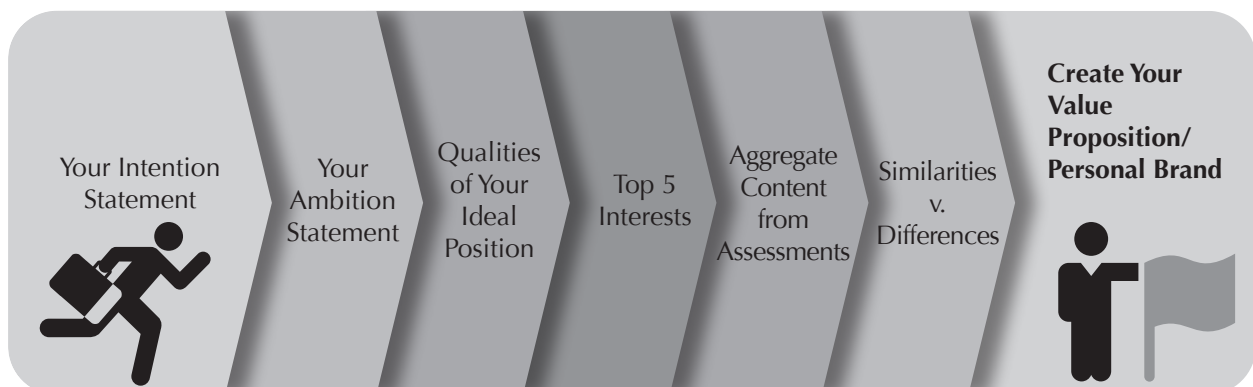 Your Intention
Statement
Your
Ambition
Statement
Qualities
of Your
Ideal
Position
Top 5
Interests
Aggregate
Content
from
Assessments
Similarities
v.
Differences
Create Your
Value
Proposition/
Personal Brand